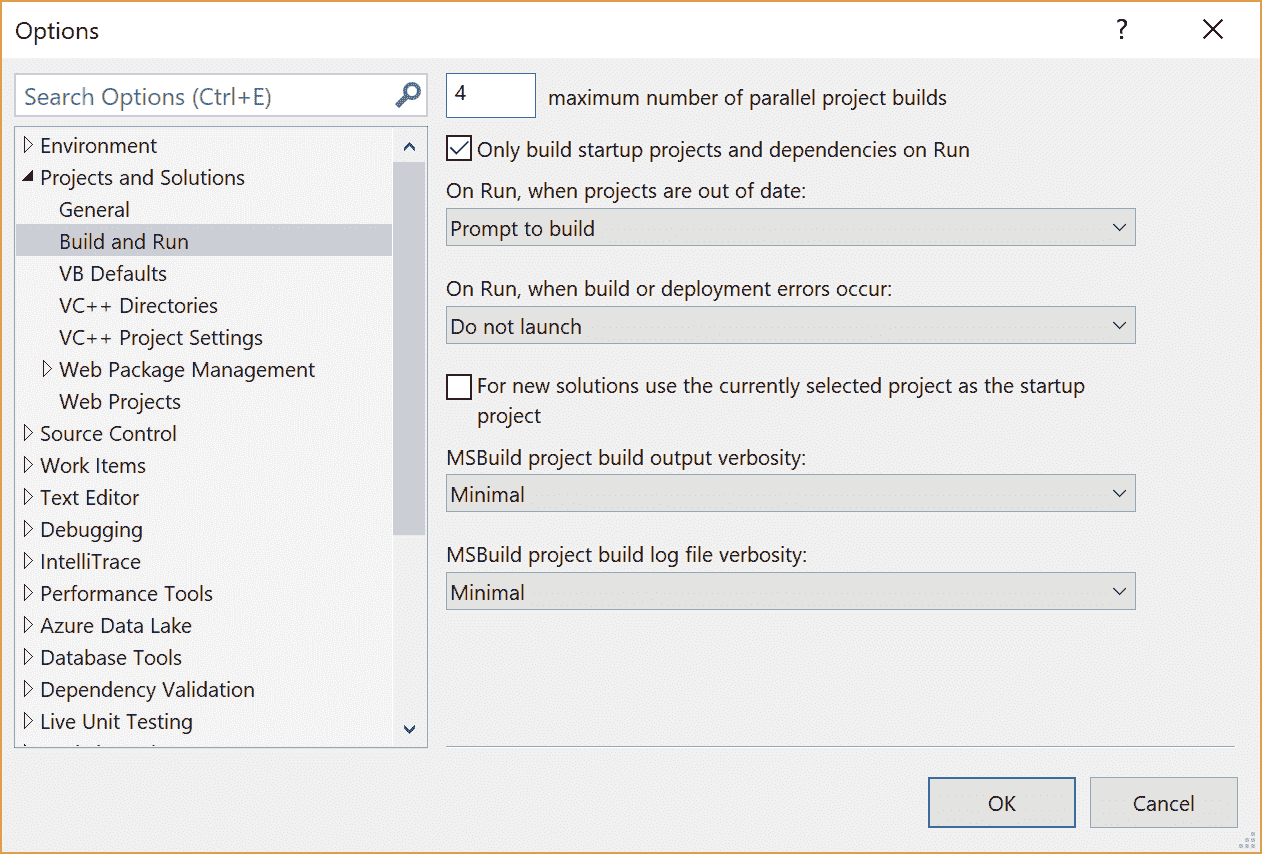 Options
?
Search Options (Ctrl+E)
Environment
Projects and Solutions
General
Build and Run
VB Defaults
VC++ Directories
VC++ Project Settings
Web Package Management
Web Projects
Source Control
Work Items
Text Editor
Debugging
IntelliTrace
Performance Tools
Azure Data Lake
Database Tools
Dependency Validation
Live Unit Testing
4
maximum number of parallel project builds
Only build startup projects and dependencies on Run
On Run, when projects are out of date:
Prompt to build
On Run, when build or deployment errors occur:
Do not launch
For new solutions use the currently selected project as the startup
project
MSBuild project build output verbosity:
Minimal
MSBuild project build log file verbosity:
Minimal
OK
Cancel